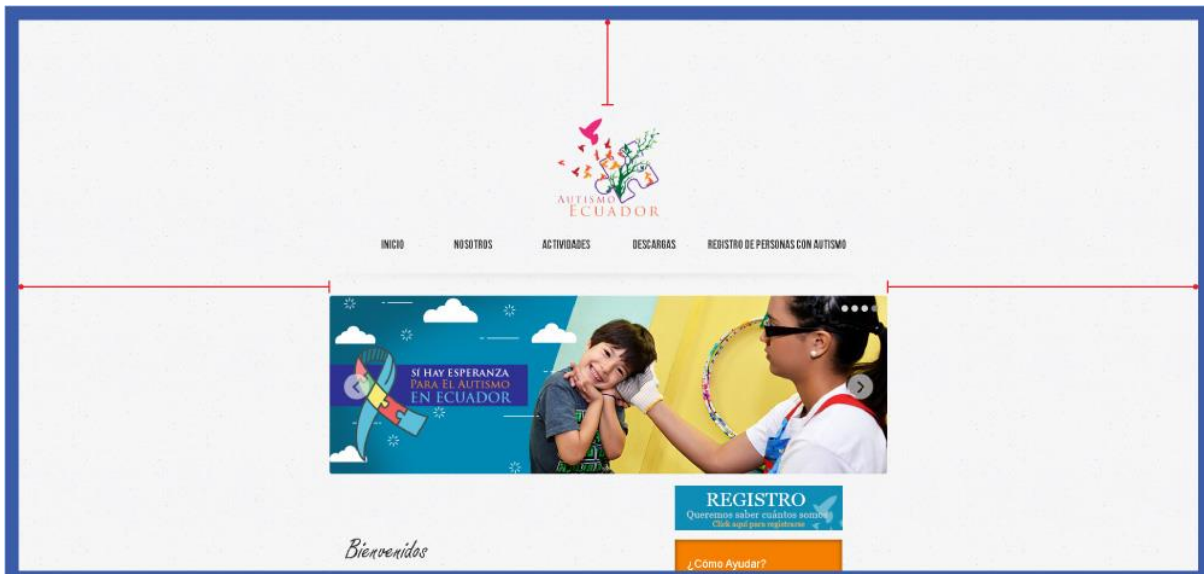 AUTISMO
ECUADOR
INICIO NOSOTROS ACTIVIDADES DESCARGAS REGISTRO DE PERSONAS CON AUTISMO
SÍ HAY ESPERANZA
PARA EL AUTISMO
EN ECUADOR
REGISTRO
Queremos saber cuántos somos
Click aquí para registrarse
Bienvenidos
¿Cómo Ayudar?